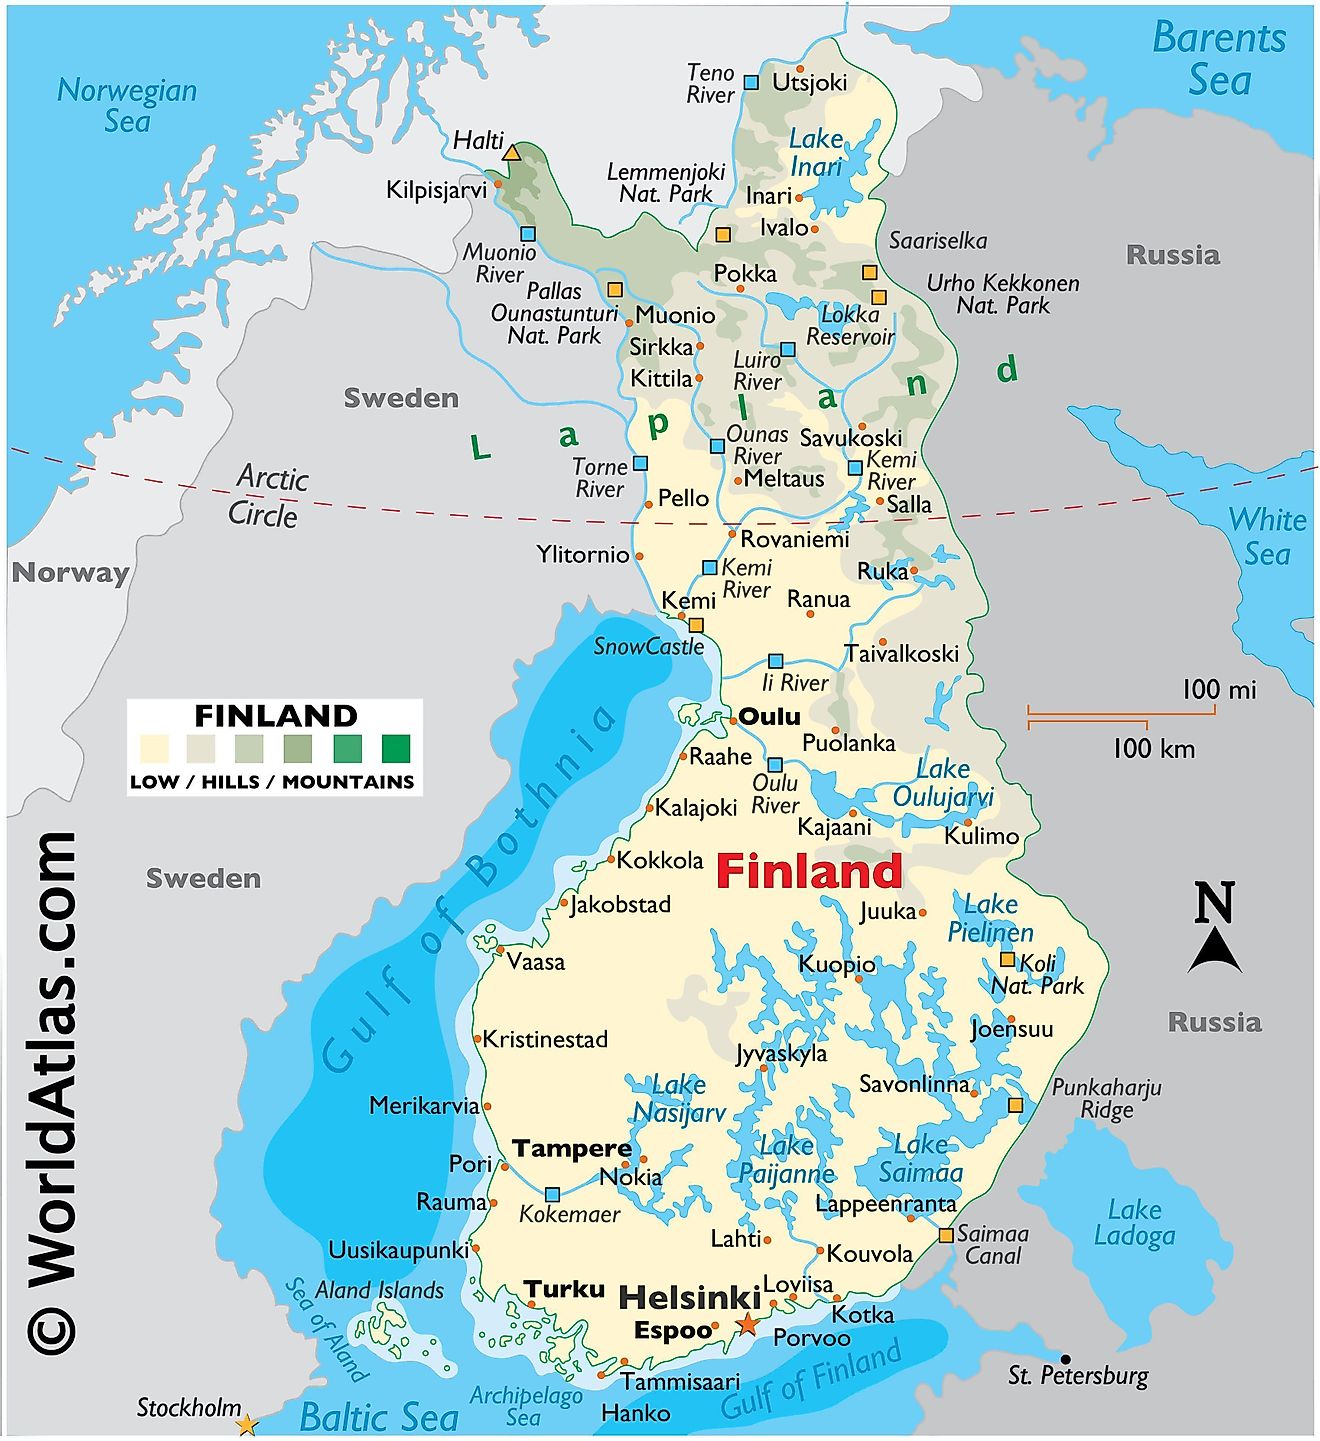 Barents
Sea
Norwegian
Sea
Teno
River
Utsjoki
Halti
Lake
Inari
Kilpisjarvi
Lemmenjoki
Nat. Park
Inari
Ivalo
Muonio
River
Saariselka
Russia
Pokka
Urho Kekkonen
Nat. Park
Pallas
Ounastunturi
Nat. Park
Muonio
Lokka
Reservoir
Sirkka
Luiro
River
Kittila
Sweden
L a p l a n d
Ounas
River
Savukoski
Torne
River
Kemi
River
Meltaus
Arctic
Circle
Pello
Salla
White
Sea
Rovaniemi
Ylitornio
Norway
Kemi
River
Ruka
Kemi
Ranua
SnowCastle
Taivalkoski
Ii River
100 mi
100 km
FINLAND
LOW / HILLS / MOUNTAINS
Oulu
Puolanka
Raahe
Oulu
River
Lake
Oulujarvi
Gulf of Bothnia
Kalajoki
Kajaani
Kulimo
Kokkola
Finland
Sweden
Jakobstad
Juuka
Lake
Pielinen
N
Vaasa
Kuopio
Koli
Nat. Park
Russia
Kristinestad
Joensuu
Jyvaskyla
Lake
Nasijarv
Savonlinna
Punkaharju
Ridge
Merikarvia
Tampere
Lake
Paijanne
Lake
Saimaa
Pori
Nokia
Rauma
Kokemaer
Lappeenranta
Lake
Ladoga
Lahti
Saimaa
Canal
Uusikaupunki
Kouvola
Aland Islands
Turku
Helsinki
Loviisa
Sea of Aland
Espoo
Kotka
Porvoo
Gulf of Finland
St. Petersburg
Tammisaari
Archipelago
Sea
Hanko
Stockholm
Baltic Sea
© WorldAtlas.com